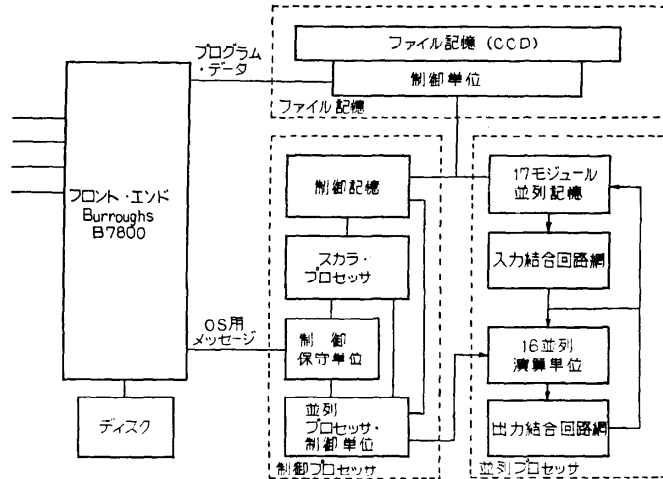 ファイル記憶(CCD)
制御単位
ファイル記憶
プログラム
・データ
フロント・エンド
Burroughs
B7800
OS用
メッセージ
ディスク
制御記憶
スカラ・
プロセッサ
制御
保守単位
並列
プロセッサ・
制御単位
制御プロセッサ
17モジュール
並列記憶
入力結合回路網
16並列
演算単位
出力結合回路網
並列プロセッサ